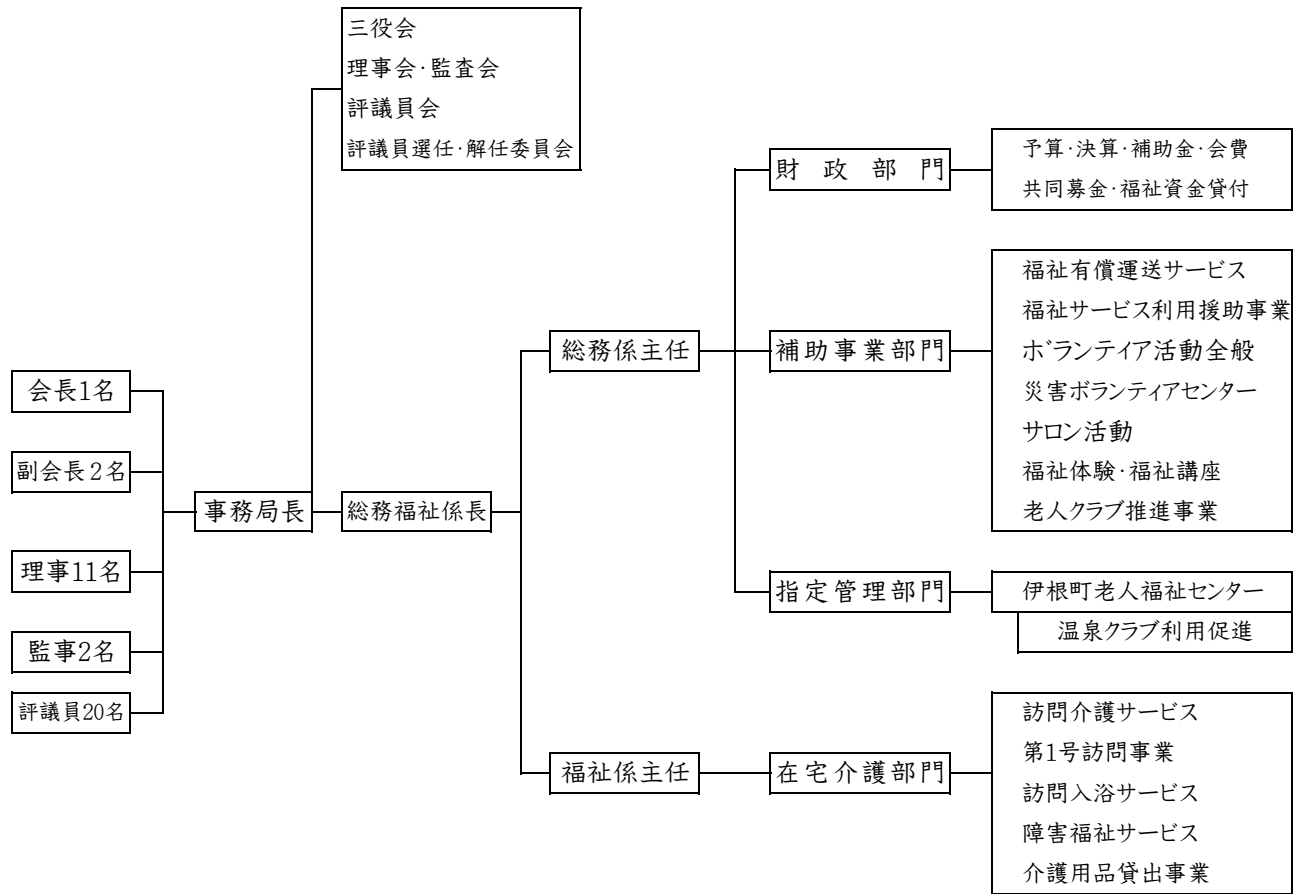 三役会
理事会・監査会
評議員会
評議員選任・解任委員会
会長1名
副会長2名
理事11名
監事2名
評議員20名
事務局長
総務福祉係長
総務係主任
財政部門
予算・決算・補助金・会費
共同募金・福祉資金貸付
補助事業部門
福祉有償運送サービス
福祉サービス利用援助事業
ボランティア活動全般
災害ボランティアセンター
サロン活動
福祉体験・福祉講座
老人クラブ推進事業
指定管理部門
伊根町老人福祉センター
温泉クラブ利用促進
福祉係主任
在宅介護部門
訪問介護サービス
第1号訪問事業
訪問入浴サービス
障害福祉サービス
介護用品貸出事業